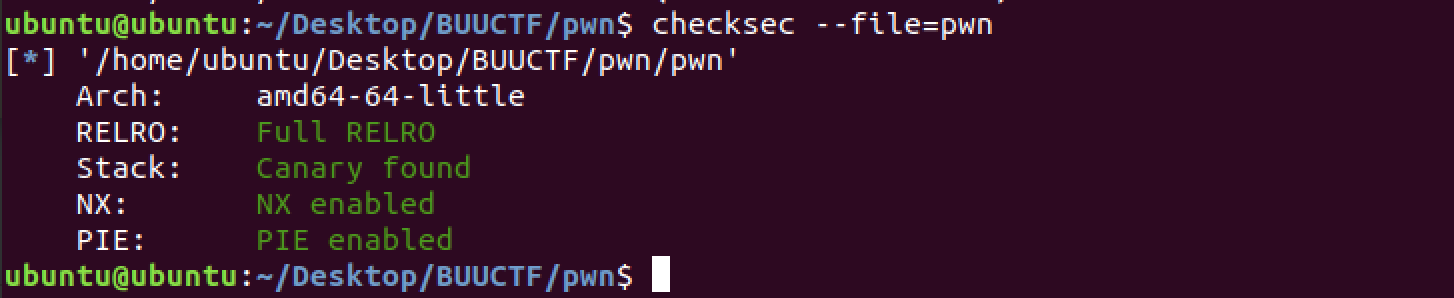 ubuntu@ubuntu:~/Desktop/BUUCTF/pwn$ checksec --file=pwn
[*] '/home/ubuntu/Desktop/BUUCTF/pwn/pwn'
    Arch:     amd64-64-little
    RELRO:    Full RELRO
    Stack:    Canary found
    NX:       NX enabled
    PIE:      PIE enabled
ubuntu@ubuntu:~/Desktop/BUUCTF/pwn$